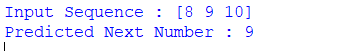 Input Sequence : [8 9 10]
Predicted Next Number : 9